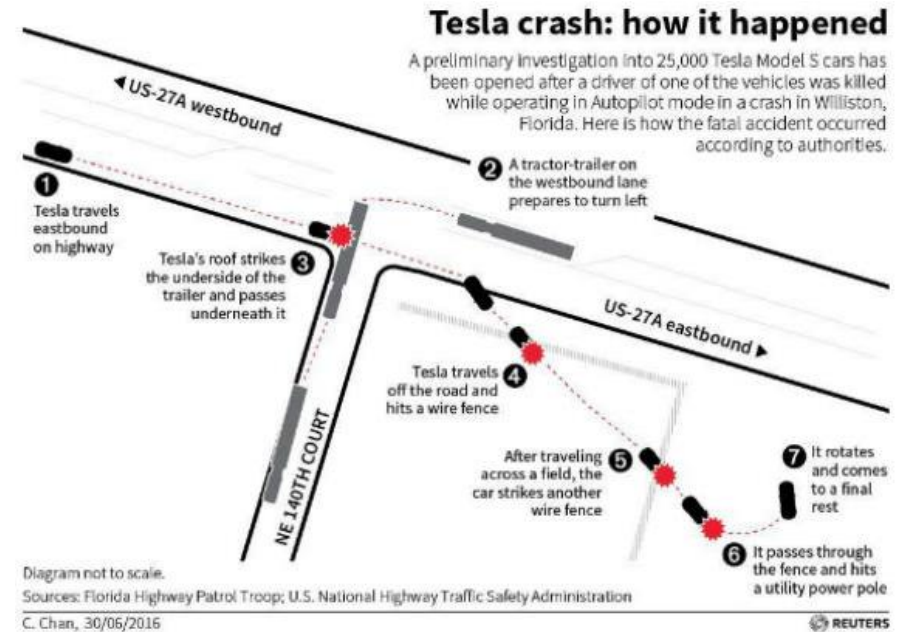 Tesla crash: how it happened
A preliminary investigation into 25,000 Tesla Model S cars has
been opened after a driver of one of the vehicles was killed
while operating in Autopilot mode in a crash in Williston,
Florida. Here is how the fatal accident occurred
according to authorities.
◀ US-27A westbound
1
Tesla travels
eastbound
on highway
2 A tractor-trailer on
the westbound lane
prepares to turn left
Tesla's roof strikes 3
the underside of the
trailer and passes
underneath it
US-27A eastbound ▶
Tesla travels 4
off the road and
hits a wire fence
NE 140TH COURT
After traveling 5
across a field, the
car strikes another
wire fence
7 It rotates
and comes
to a final
rest
6 It passes through
the fence and hits
a utility power pole
Diagram not to scale.
Sources: Florida Highway Patrol Troop; U.S. National Highway Traffic Safety Administration
C. Chan, 30/06/2016
REUTERS